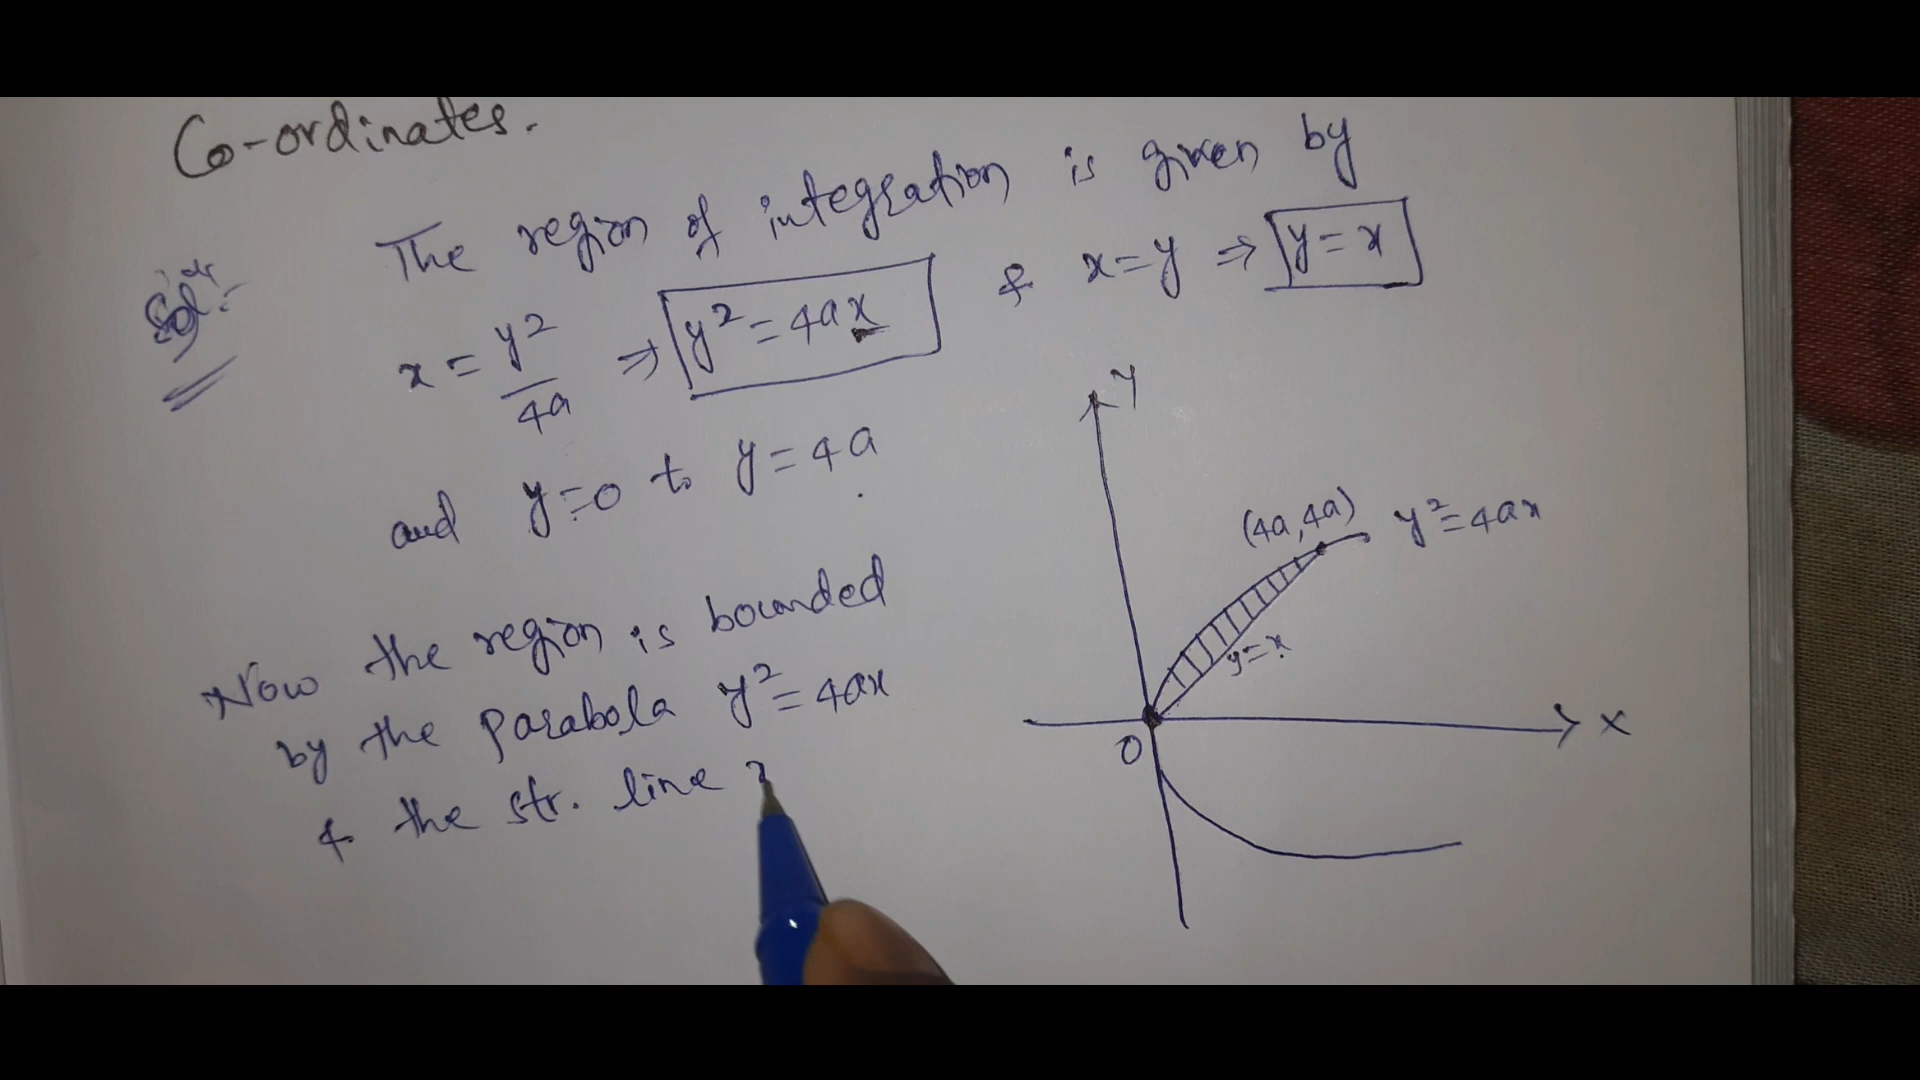 Co-ordinates.
Soln:-
The region of integration is given by
x = y²/4a ⇒ y² = 4ax & x = y ⇒ y = x
and y = 0 to y = 4a
Now the region is bounded
by the parabola y² = 4ax
& the str. line
Y
(4a, 4a) y² = 4ax
y = x
O
X